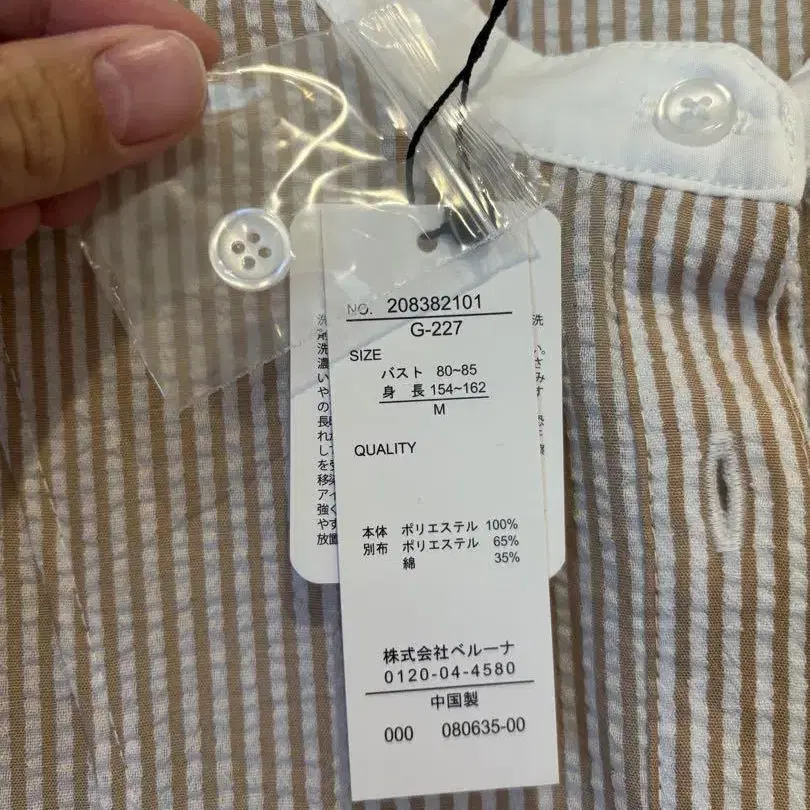 NO. 208382101
G-227
SIZE
バスト 80~85
身 長 154~162
M
QUALITY
本体 ポリエステル 100%
別布 ポリエステル 65%
綿 35%
株式会社ベルーナ
0120-04-4580
中国製
000 080635-00